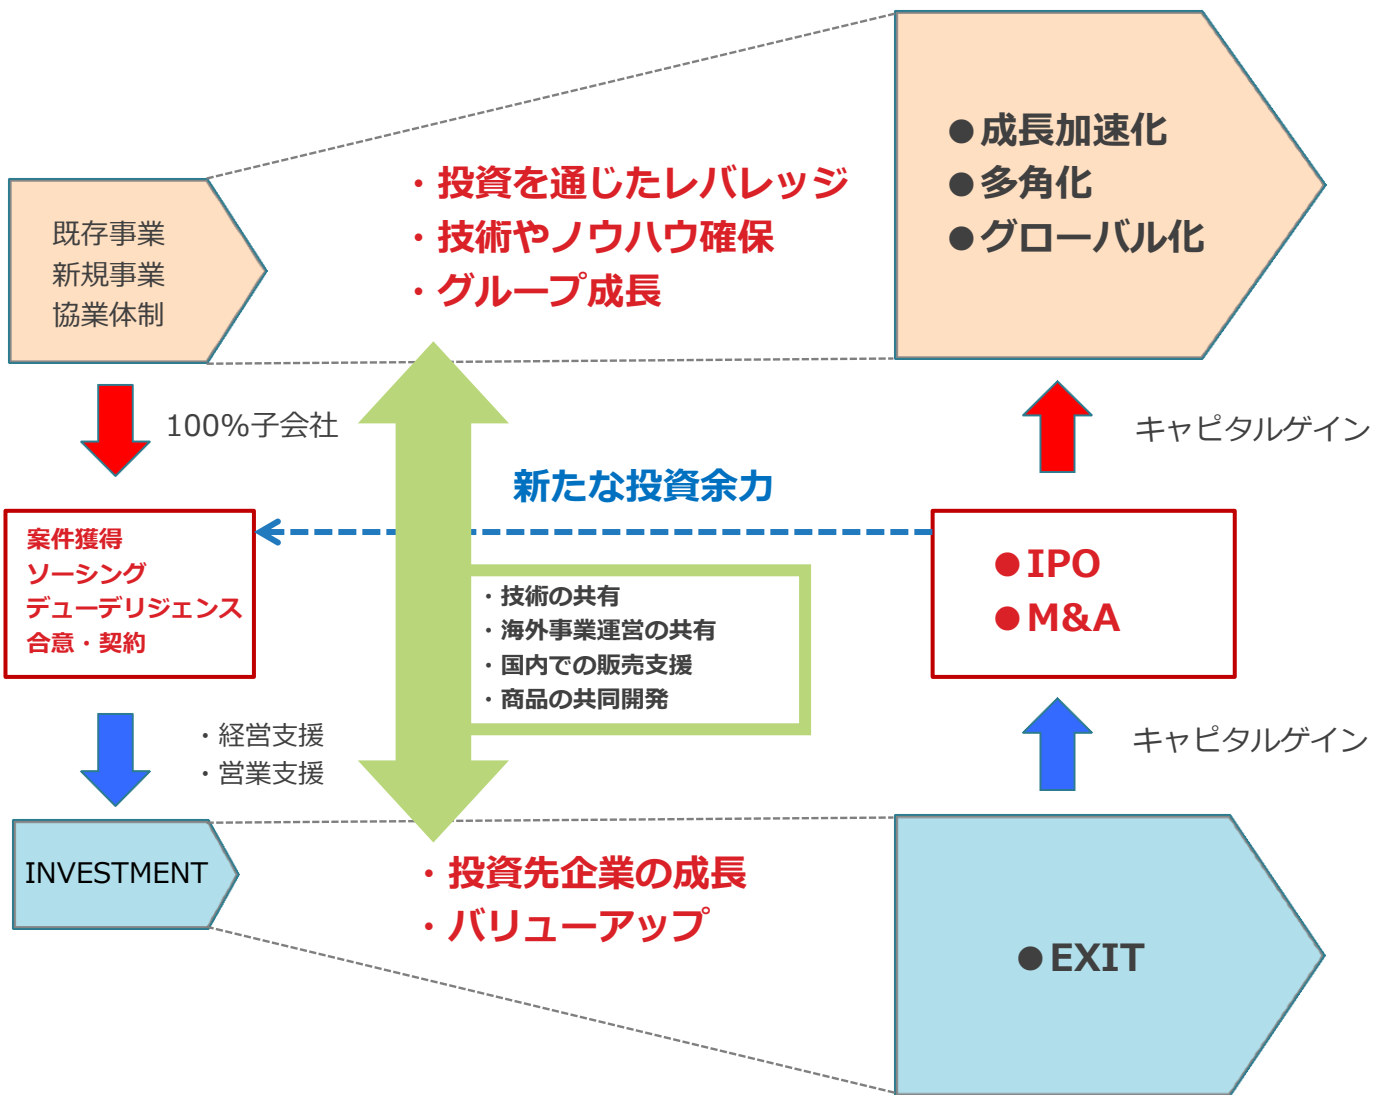 ●成長加速化
●多角化
●グローバル化
・投資を通じたレバレッジ
・技術やノウハウ確保
・グループ成長
既存事業
新規事業
協業体制
100%子会社
キャピタルゲイン
新たな投資余力
案件獲得
ソーシング
デューデリジェンス
合意・契約
・技術の共有
・海外事業運営の共有
・国内での販売支援
・商品の共同開発
●IPO
●M&A
・経営支援
・営業支援
キャピタルゲイン
INVESTMENT
・投資先企業の成長
・バリューアップ
●EXIT